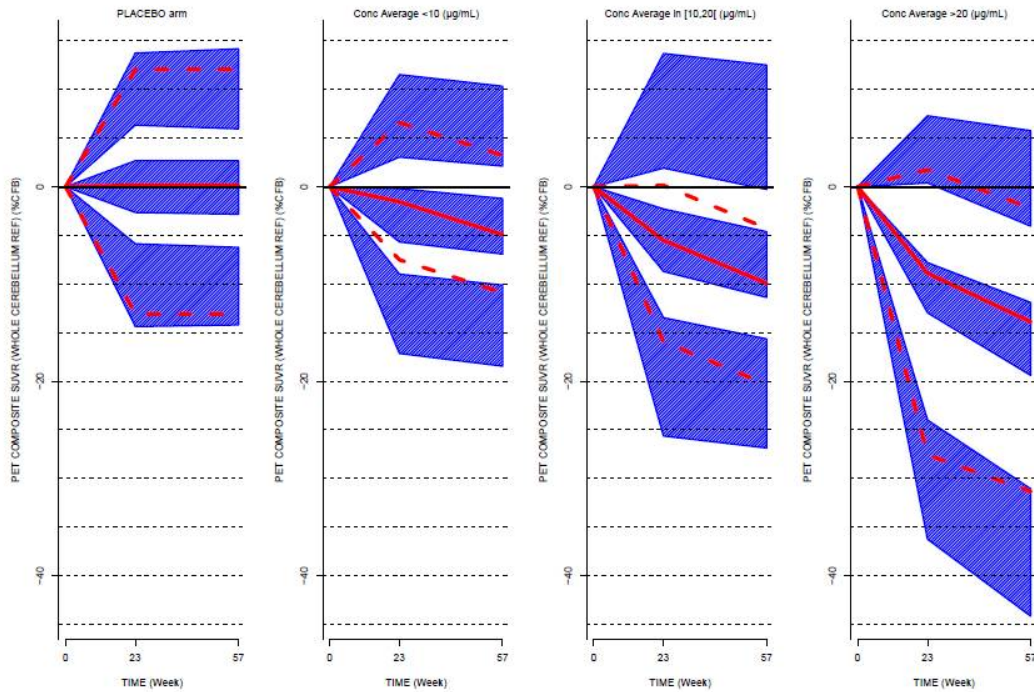 PLACEBO arm
PET COMPOSITE SUVR (WHOLE CEREBELLUM REF) (%CFB)
0
−20
−40
0 23 57
TIME (Week)
Conc Average <10 (µg/mL)
PET COMPOSITE SUVR (WHOLE CEREBELLUM REF) (%CFB)
0
−20
−40
0 23 57
TIME (Week)
Conc Average in [10,20[ (µg/mL)
PET COMPOSITE SUVR (WHOLE CEREBELLUM REF) (%CFB)
0
−20
−40
0 23 57
TIME (Week)
Conc Average >20 (µg/mL)
PET COMPOSITE SUVR (WHOLE CEREBELLUM REF) (%CFB)
0
−20
−40
0 23 57
TIME (Week)